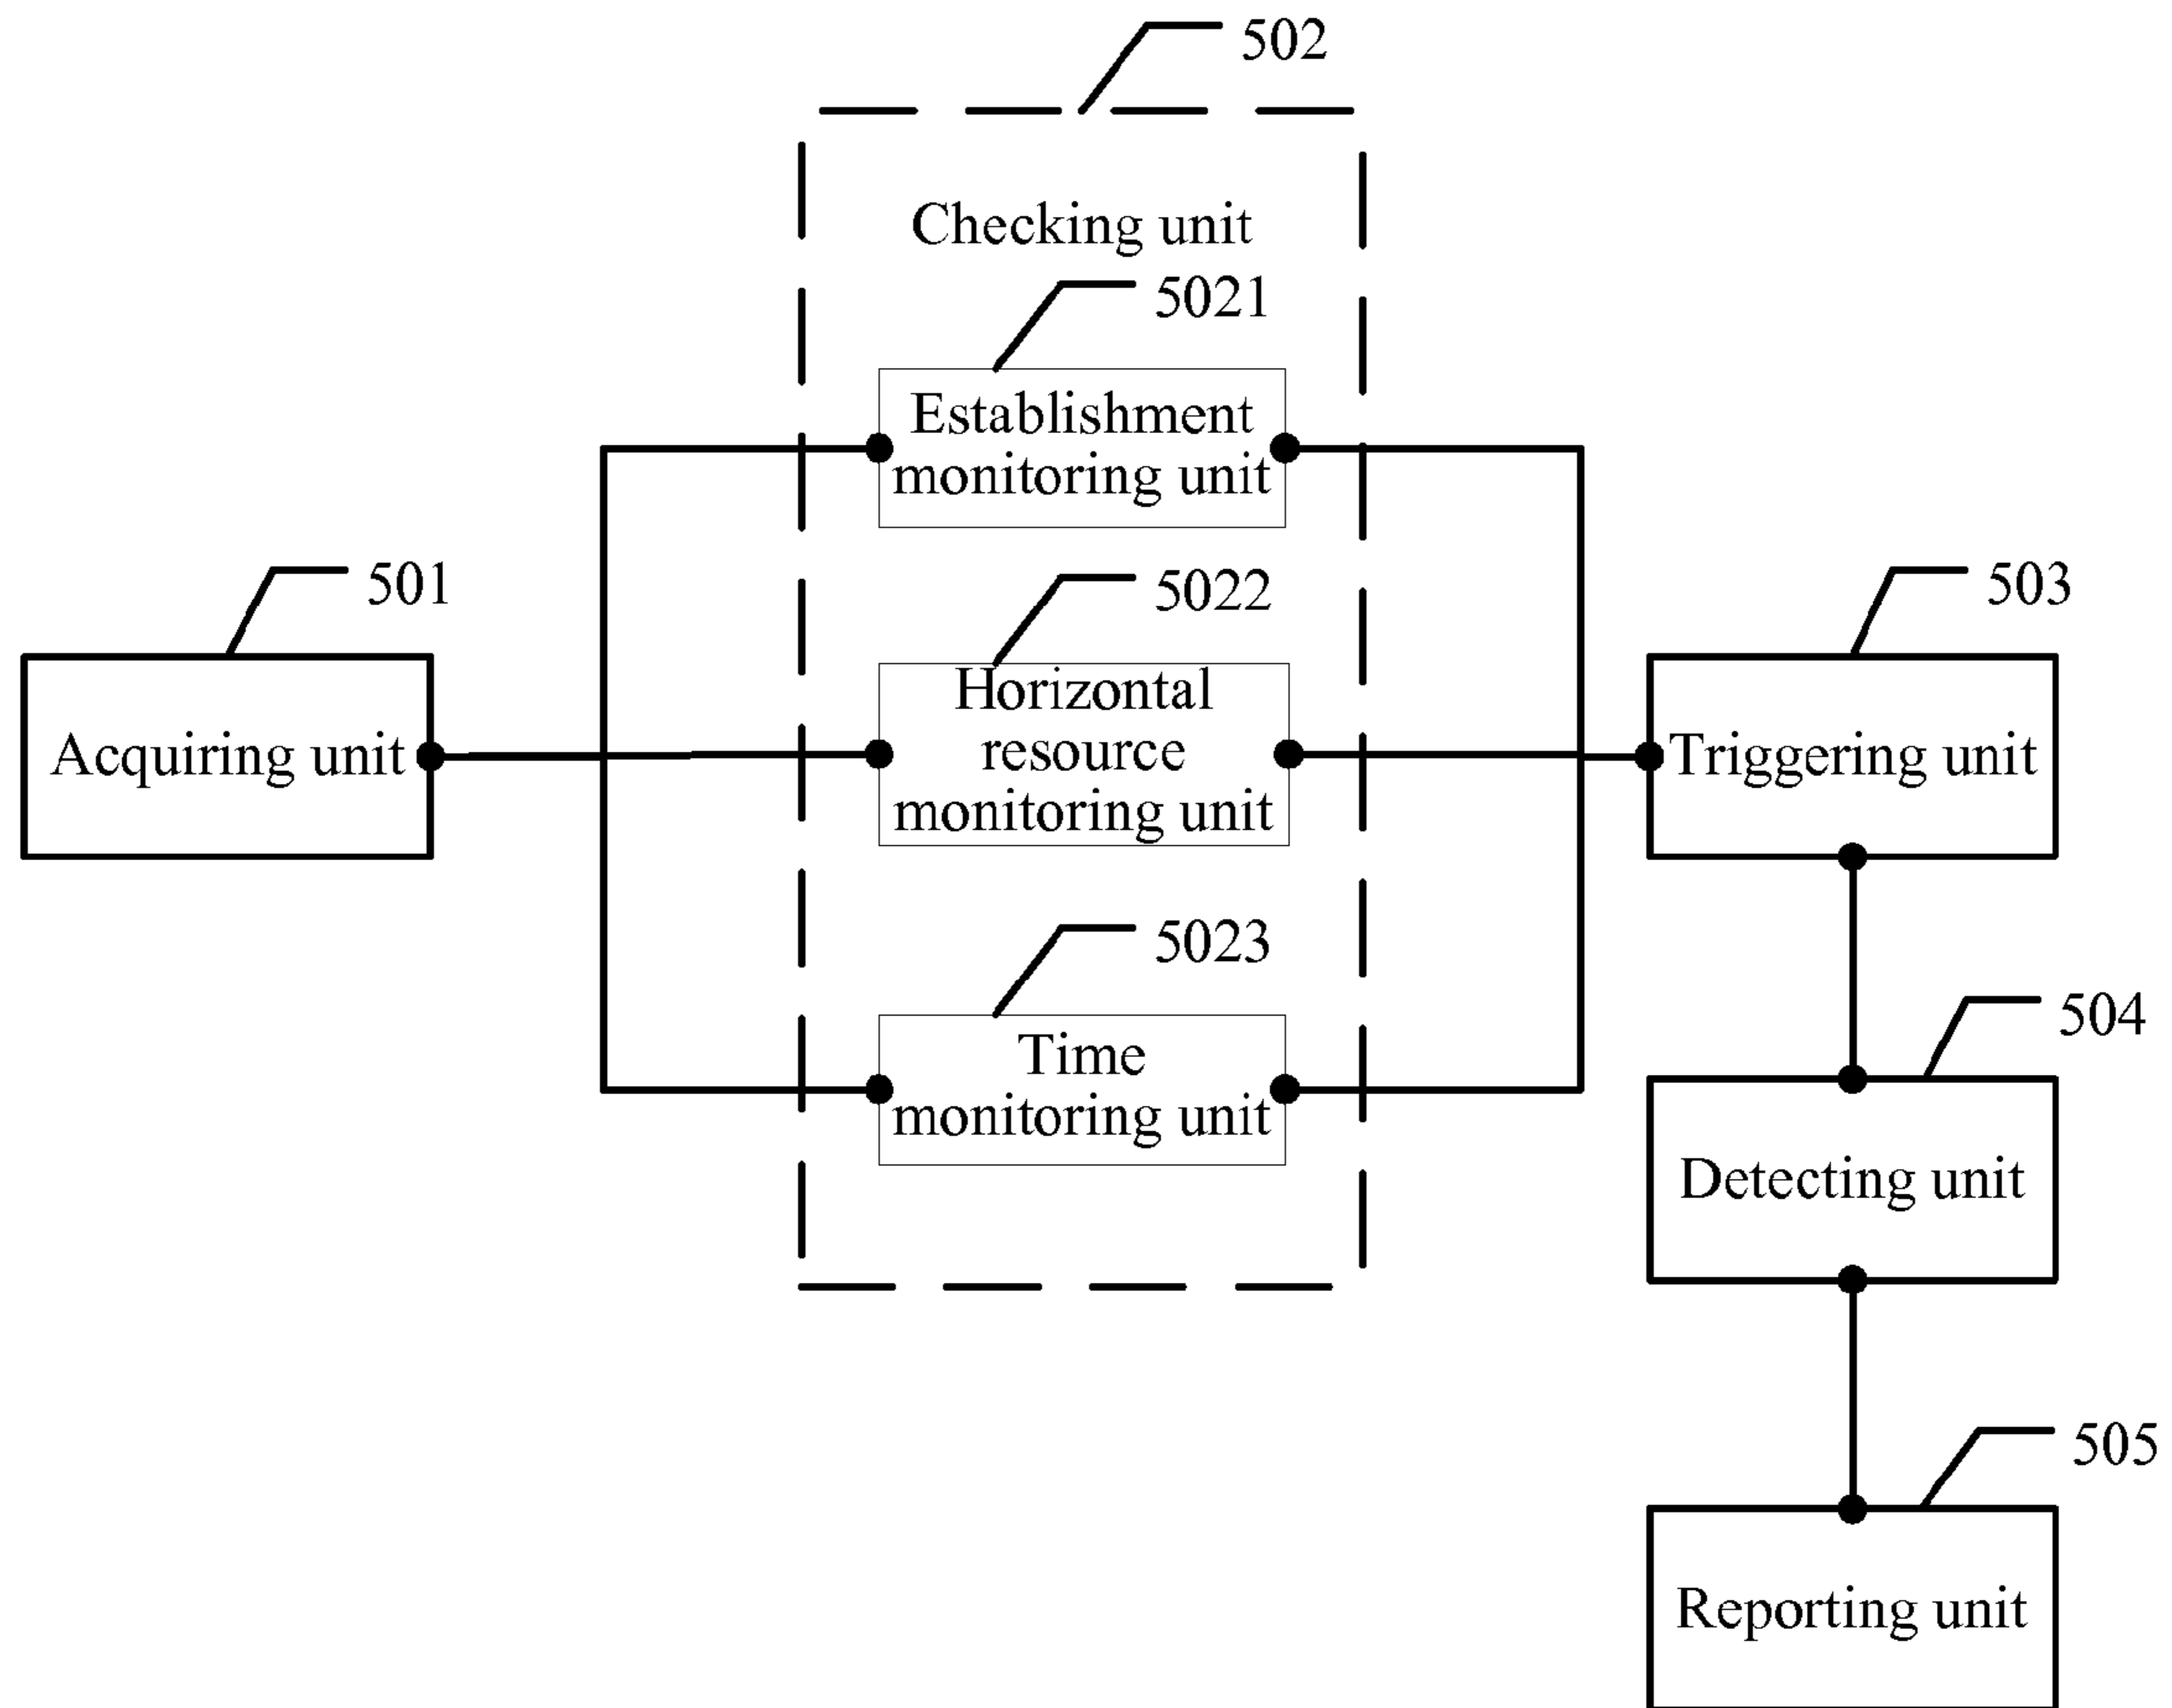 502
Checking unit
5021
Establishment
monitoring unit
501
Acquiring unit
5022
Horizontal
resource
monitoring unit
503
Triggering unit
5023
Time
monitoring unit
504
Detecting unit
505
Reporting unit